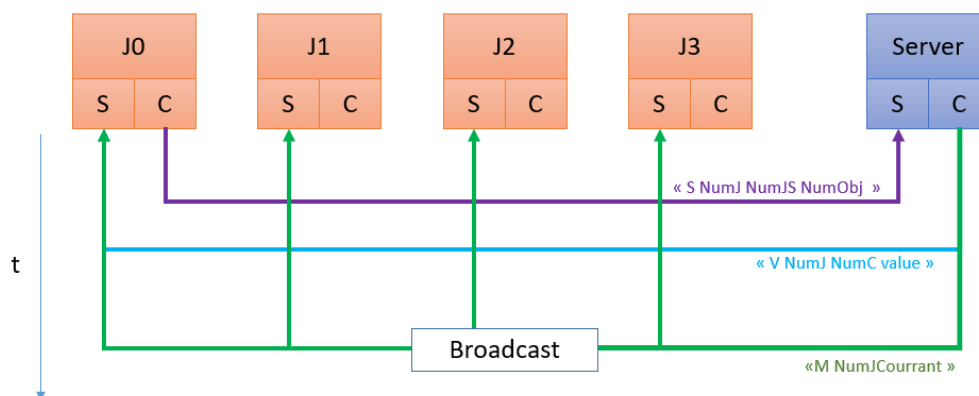 J0
J1
J2
J3
Server
S C
S C
S C
S C
S C
« S NumJ NumJS NumObj »
t
« V NumJ NumC value »
Broadcast
«M NumJCourrant »